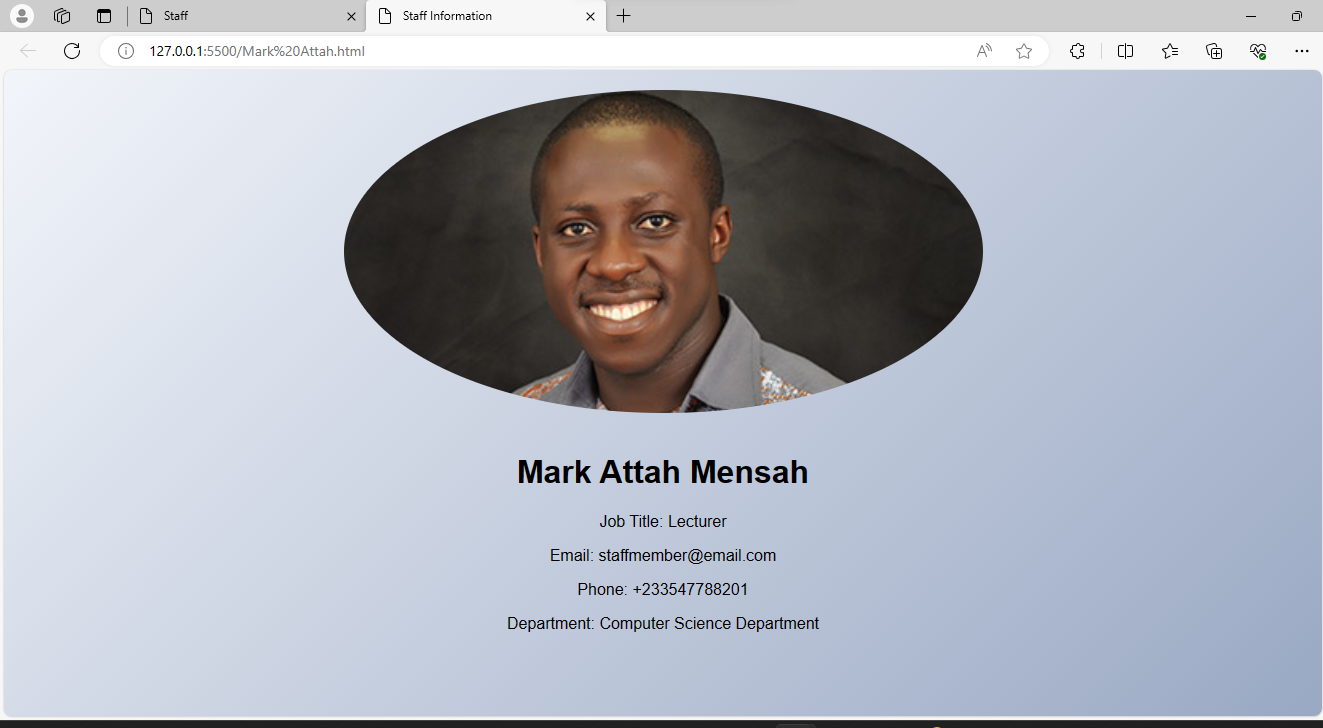 Staff
Staff Information
127.0.0.1:5500/Mark%20Attah.html
Mark Attah Mensah
Job Title: Lecturer
Email: staffmember@email.com
Phone: +233547788201
Department: Computer Science Department